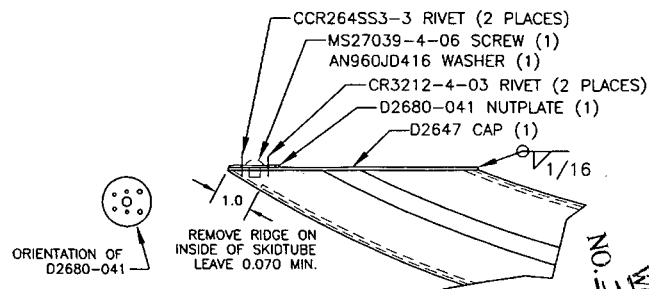 CCR264SS3-3 RIVET (2 PLACES)
MS27039-4-06 SCREW (1)
AN960JD416 WASHER (1)
CR3212-4-03 RIVET (2 PLACES)
D2680-041 NUTPLATE (1)
D2647 CAP (1)
1/16
1.0
REMOVE RIDGE ON
INSIDE OF SKIDTUBE
LEAVE 0.070 MIN.
ORIENTATION OF
D2680-041
NO.